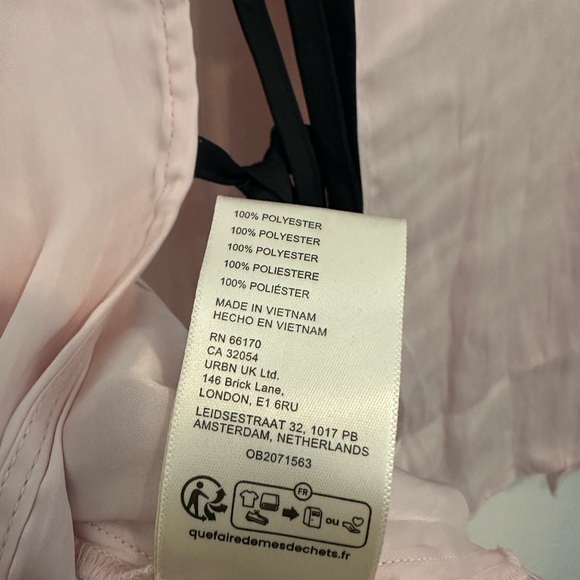 100% POLYESTER
100% POLYESTER
100% POLYESTER
100% POLIESTERE
100% POLIÉSTER
MADE IN VIETNAM
HECHO EN VIETNAM
RN 66170
CA 32054
URBN UK Ltd.
146 Brick Lane,
LONDON, E1 6RU
LEIDSESTRAAT 32, 1017 PB
AMSTERDAM, NETHERLANDS
OB2071563
FR
ou
quefairedemesdechets.fr